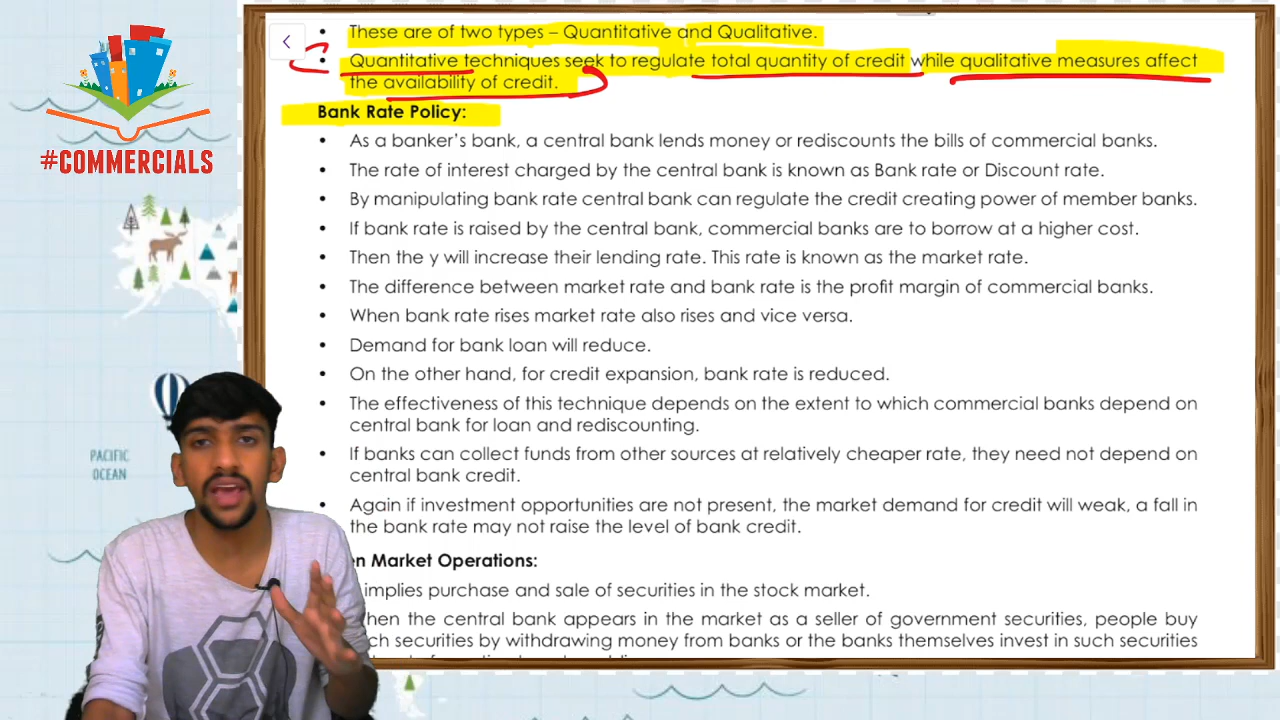 #COMMERCIALS
PACIFIC
OCEAN
• These are of two types – Quantitative and Qualitative.
• Quantitative techniques seek to regulate total quantity of credit while qualitative measures affect
the availability of credit.
Bank Rate Policy:
• As a banker's bank, a central bank lends money or rediscounts the bills of commercial banks.
• The rate of interest charged by the central bank is known as Bank rate or Discount rate.
• By manipulating bank rate central bank can regulate the credit creating power of member banks.
• If bank rate is raised by the central bank, commercial banks are to borrow at a higher cost.
• Then the y will increase their lending rate. This rate is known as the market rate.
• The difference between market rate and bank rate is the profit margin of commercial banks.
• When bank rate rises market rate also rises and vice versa.
• Demand for bank loan will reduce.
• On the other hand, for credit expansion, bank rate is reduced.
• The effectiveness of this technique depends on the extent to which commercial banks depend on
central bank for loan and rediscounting.
• If banks can collect funds from other sources at relatively cheaper rate, they need not depend on
central bank credit.
• Again if investment opportunities are not present, the market demand for credit will weak, a fall in
the bank rate may not raise the level of bank credit.
Market Operations:
implies purchase and sale of securities in the stock market.
the central bank appears in the market as a seller of government securities, people buy
securities by withdrawing money from banks or the banks themselves invest in such securities